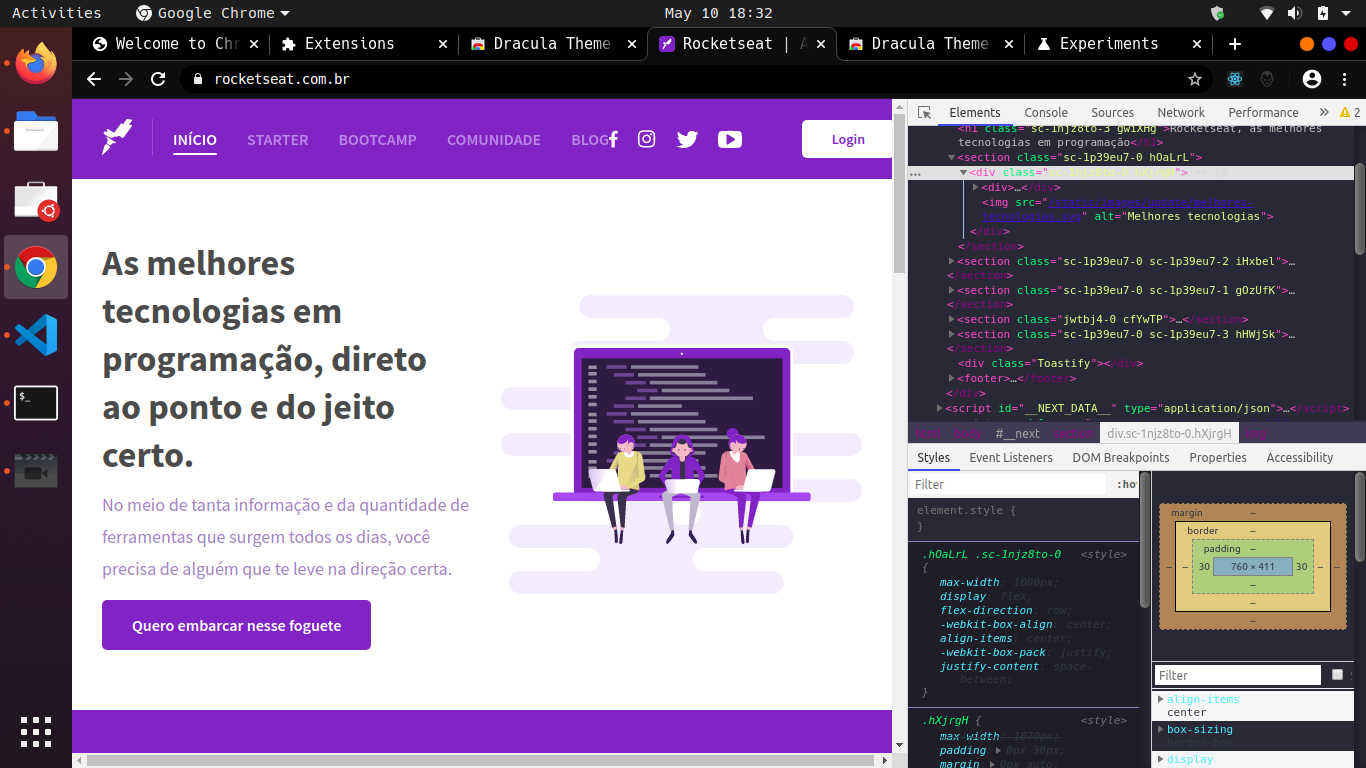 Activities
Google Chrome
May 10 18:32
Welcome to Chr
Extensions
Dracula Theme
Rocketseat | A
Dracula Theme
Experiments
rocketseat.com.br
INÍCIO
STARTER
BOOTCAMP
COMUNIDADE
BLOG
Login
As melhores
tecnologias em
programação, direto
ao ponto e do jeito
certo.
No meio de tanta informação e da quantidade de
ferramentas que surgem todos os dias, você
precisa de alguém que te leve na direção certa.
Quero embarcar nesse foguete
Elements Console Sources Network Performance » 2
<h1 class="sc-1njz8to-3 gwiXHg">Rocketseat, as melhores
tecnologias em programação</h1>
<section class="sc-1p39eu7-0 hOaLrL">
<div class="sc-1njz8to-0 hXjrgH"> == $0
<div>…</div>
<img src="/static/images/update/melhores-
tecnologias.svg" alt="Melhores tecnologias">
</div>
</section>
<section class="sc-1p39eu7-0 sc-1p39eu7-2 iHxbel">…
</section>
<section class="sc-1p39eu7-0 sc-1p39eu7-1 gOzUfK">…
</section>
<section class="jwtbj4-0 cfYwTP">…</section>
<section class="sc-1p39eu7-0 sc-1p39eu7-3 hHWjSk">…
</section>
<div class="Toastify"></div>
<footer>…</footer>
</div>
<script id="__NEXT_DATA__" type="application/json">…</script>
html body #__next section div.sc-1njz8to-0.hXjrgH
Styles Event Listeners DOM Breakpoints Properties Accessibility
Filter :ho
element.style {
}
.hOaLrL .sc-1njz8to-0 <style>
{
max-width: 1000px;
display: flex;
flex-direction: row;
-webkit-box-align: center;
align-items: center;
-webkit-box-pack: justify;
justify-content: space-
between;
}
.hXjrgH { <style>
max-width: 1070px;
padding: 0px 30px;
margin: 0px auto;
margin –
border –
padding –
– – 30 760 × 411 30 – –
–
–
–
Filter
align-items
center
box-sizing
border-box
display